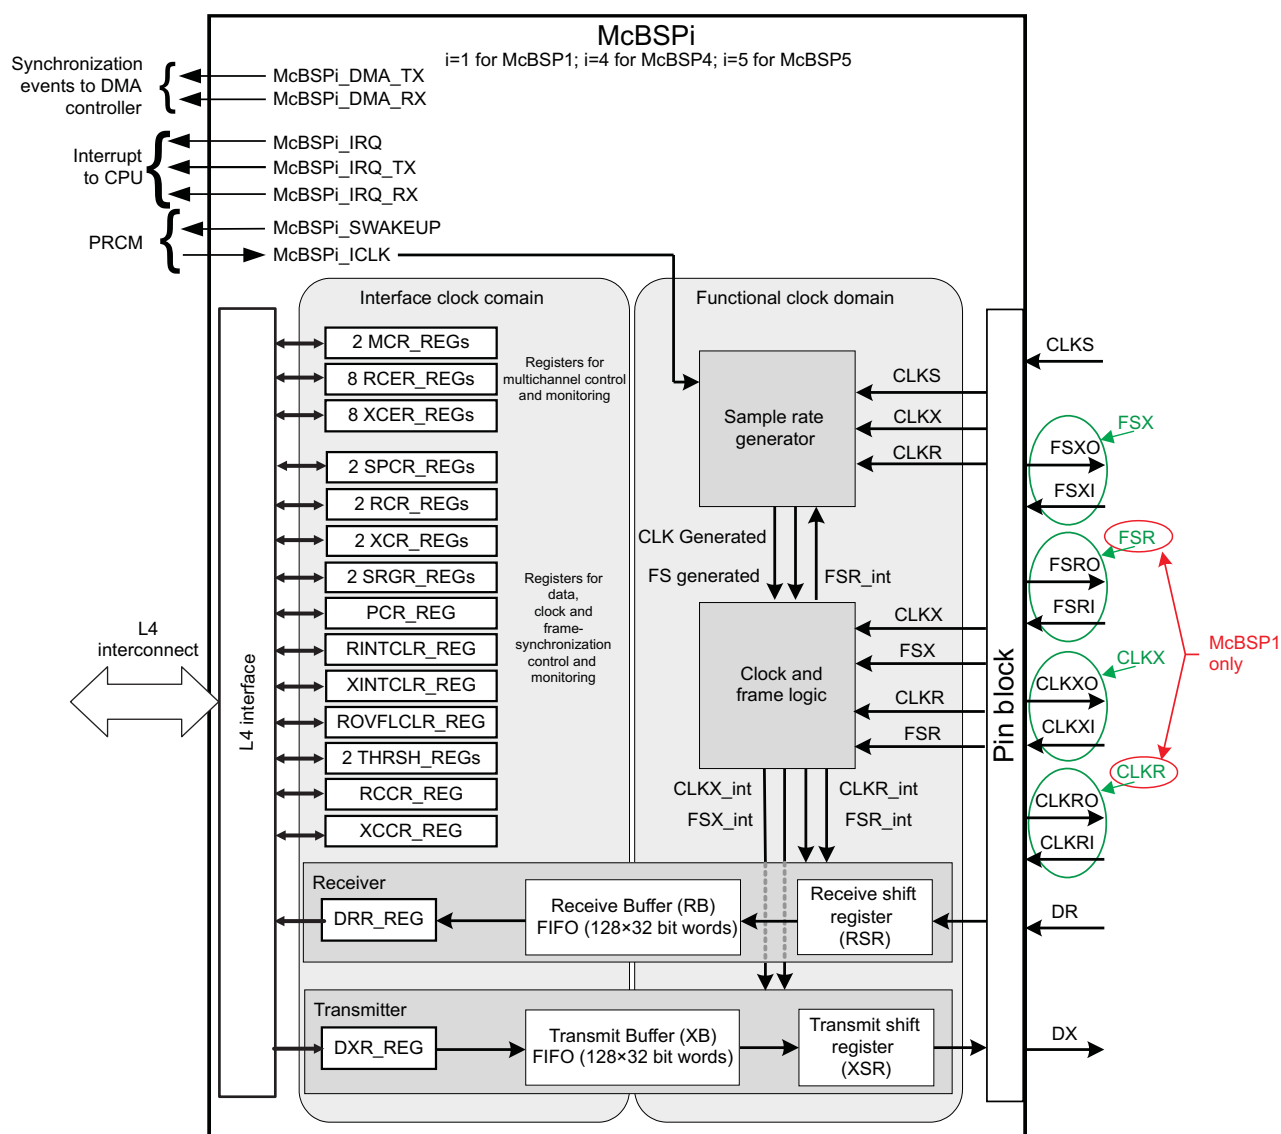 McBSPi
i=1 for McBSP1; i=4 for McBSP4; i=5 for McBSP5
Synchronization
events to DMA
controller
McBSPi_DMA_TX
McBSPi_DMA_RX
Interrupt
to CPU
McBSPi_IRQ
McBSPi_IRQ_TX
McBSPi_IRQ_RX
PRCM
McBSPi_SWAKEUP
McBSPi_ICLK
Interface clock comain
Functional clock domain
L4
interconnect
L4 interface
2 MCR_REGs
8 RCER_REGs
8 XCER_REGs
Registers for
multichannel control
and monitoring
2 SPCR_REGs
2 RCR_REGs
2 XCR_REGs
2 SRGR_REGs
PCR_REG
RINTCLR_REG
XINTCLR_REG
ROVFLCLR_REG
2 THRSH_REGs
RCCR_REG
XCCR_REG
Registers for
data,
clock and
frame-
synchronization
control and
monitoring
Sample rate
generator
CLKS
CLKX
CLKR
CLK Generated
FS generated
FSR_int
Clock and
frame logic
CLKX
FSX
CLKR
FSR
CLKX_int
FSX_int
CLKR_int
FSR_int
Receiver
DRR_REG
Receive Buffer (RB)
FIFO (128×32 bit words)
Receive shift
register
(RSR)
Transmitter
DXR_REG
Transmit Buffer (XB)
FIFO (128×32 bit words)
Transmit shift
register
(XSR)
Pin block
CLKS
FSX
FSXO
FSXI
FSR
FSRO
FSRI
McBSP1
only
CLKX
CLKXO
CLKXI
CLKR
CLKRO
CLKRI
DR
DX